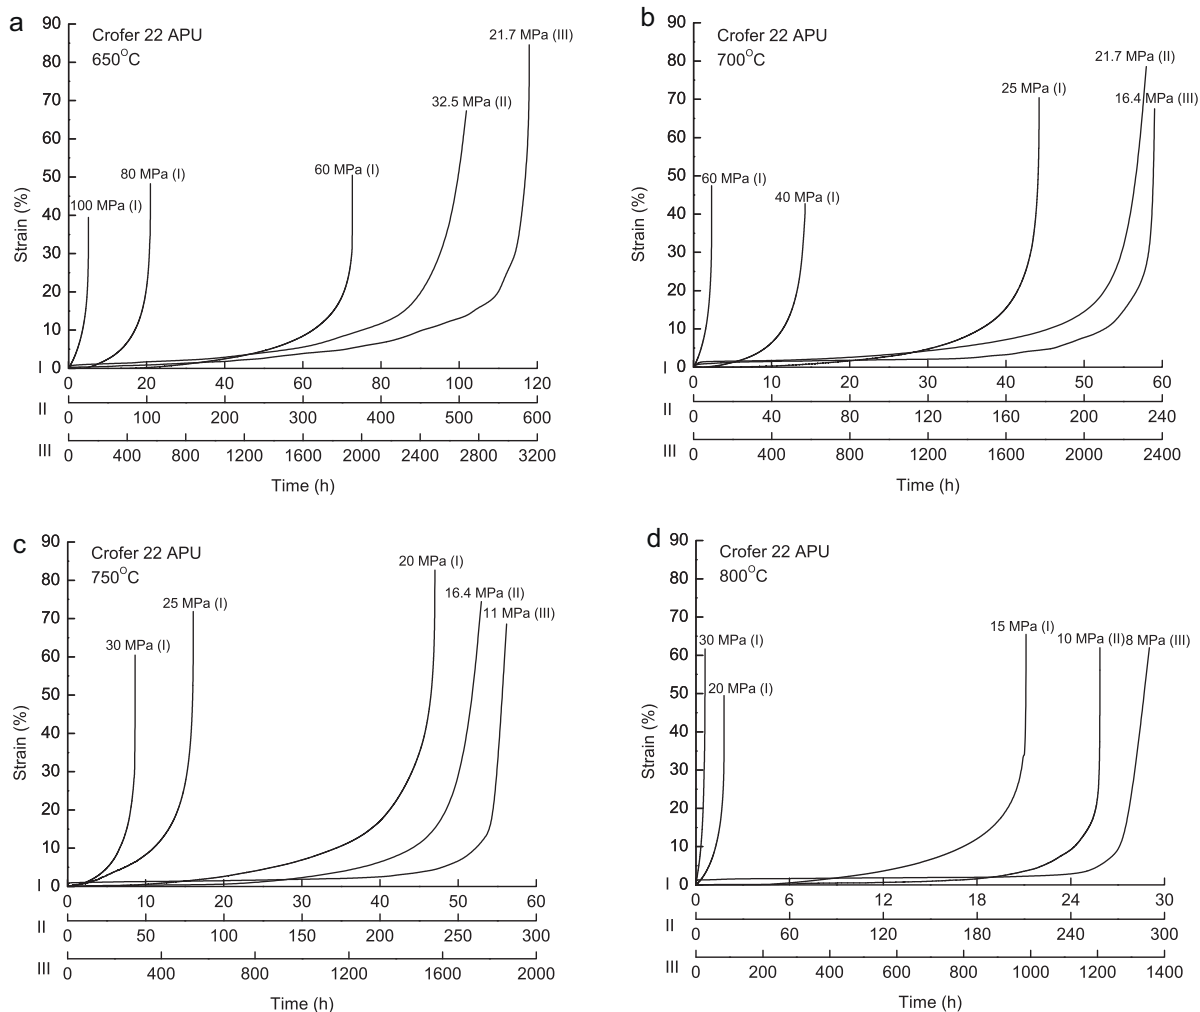 a
Crofer 22 APU
650°C
21.7 MPa (III)
32.5 MPa (II)
80 MPa (I)
60 MPa (I)
100 MPa (I)
Strain (%)
90
80
70
60
50
40
30
20
10
0
I
0 20 40 60 80 100 120
II
0 100 200 300 400 500 600
III
0 400 800 1200 1600 2000 2400 2800 3200
Time (h)
b
Crofer 22 APU
700°C
21.7 MPa (II)
25 MPa (I)
16.4 MPa (III)
60 MPa (I)
40 MPa (I)
Strain (%)
90
80
70
60
50
40
30
20
10
0
I
0 10 20 30 40 50 60
II
0 40 80 120 160 200 240
III
0 400 800 1200 1600 2000 2400
Time (h)
c
Crofer 22 APU
750°C
20 MPa (I)
16.4 MPa (II)
25 MPa (I)
11 MPa (III)
30 MPa (I)
Strain (%)
90
80
70
60
50
40
30
20
10
0
I
0 10 20 30 40 50 60
II
0 50 100 150 200 250 300
III
0 400 800 1200 1600 2000
Time (h)
d
Crofer 22 APU
800°C
15 MPa (I)
30 MPa (I)
10 MPa (II)
8 MPa (III)
20 MPa (I)
Strain (%)
90
80
70
60
50
40
30
20
10
0
I
0 6 12 18 24 30
II
0 60 120 180 240 300
III
0 200 400 600 800 1000 1200 1400
Time (h)